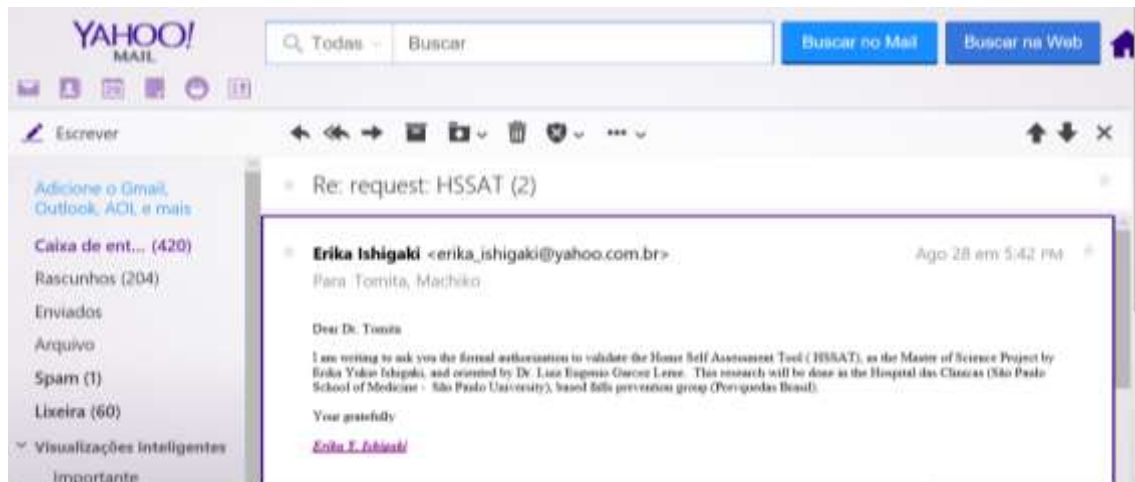 YAHOO!
MAIL
Todas
Buscar
Buscar no Mail
Buscar na Web
Escrever
Adicione o Gmail,
Outlook, AOL e mais
Caixa de ent... (420)
Rascunhos (204)
Enviados
Arquivo
Spam (1)
Lixeira (60)
Visualizações Inteligentes
Importante
Re: request: HSSAT (2)
Erika Ishigaki <erika_ishigaki@yahoo.com.br>
Ago 28 em 5:42 PM
Para Tomita, Machiko
Dear Dr. Tomita
I am writing to ask you the formal authorization to validate the Home Self Assessment Tool ( HSSAT), as the Master of Science Project by
Erika Yukie Ishigaki, and oriented by Dr. Luiz Eugenio Garcez Leme. This research will be done in the Hospital das Clinicas (São Paulo
School of Medicine - São Paulo University), based falls prevention group (Prevquedas Brasil).
Your gratefully
Erika Y. Ishigaki